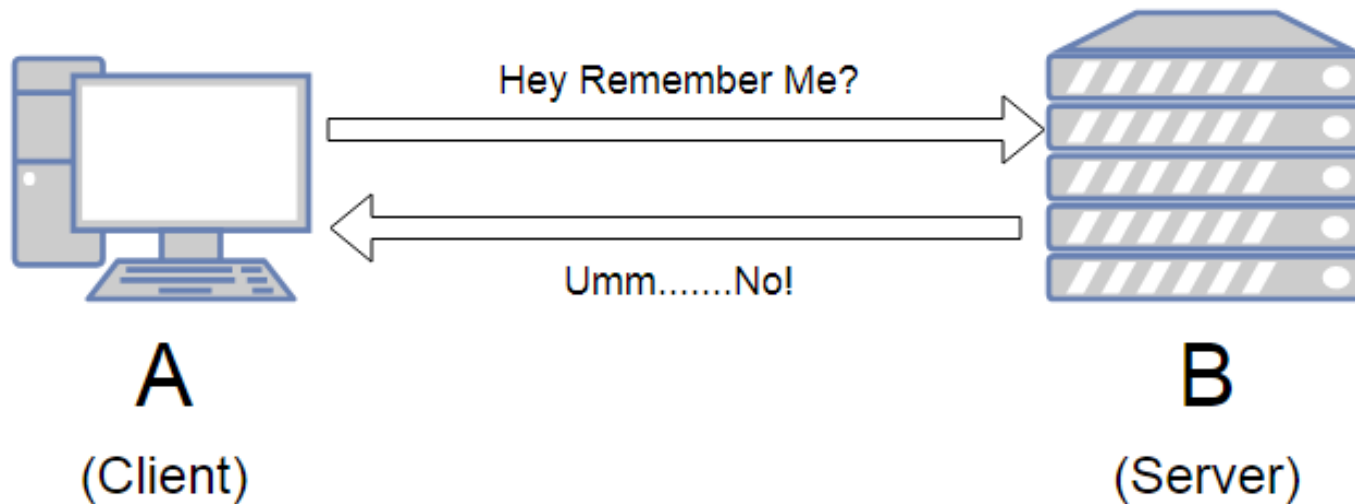 Hey Remember Me?
Umm.......No!
A
(Client)
B
(Server)